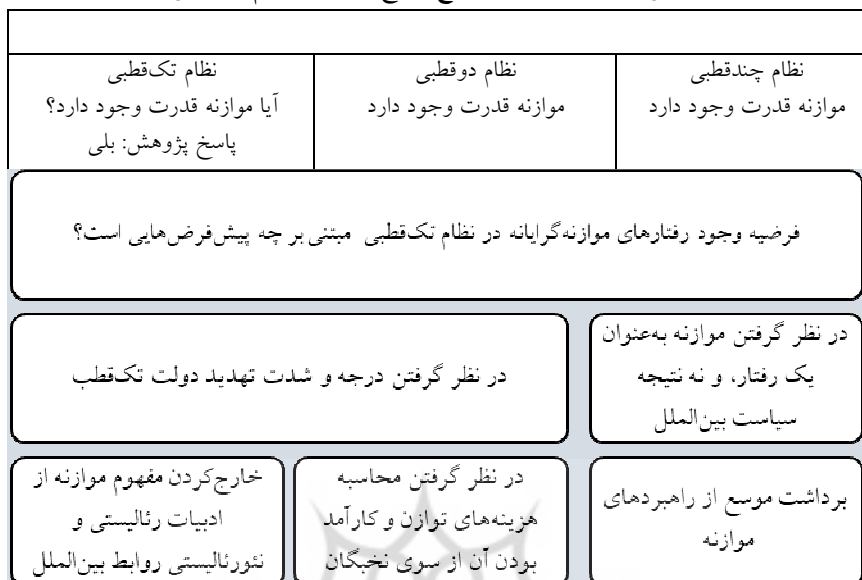 نظام چندقطبی
موازنه قدرت وجود دارد
نظام دوقطبی
موازنه قدرت وجود دارد
نظام تک‌قطبی
آیا موازنه قدرت وجود دارد؟
پاسخ پژوهش: بلی
فرضیه وجود رفتارهای موازنه‌گرایانه در نظام تک‌قطبی مبتنی بر چه پیش‌فرض‌هایی است؟
در نظر گرفتن موازنه به‌عنوان
یک رفتار، و نه نتیجه
سیاست بین‌الملل
در نظر گرفتن درجه و شدت تهدید دولت تک‌قطب
برداشت موسع از راهبردهای
موازنه
در نظر گرفتن محاسبه
هزینه‌های توازن و کارآمد
بودن آن از سوی نخبگان
خارج‌کردن مفهوم موازنه از
ادبیات رئالیستی و
نئورئالیستی روابط بین‌الملل